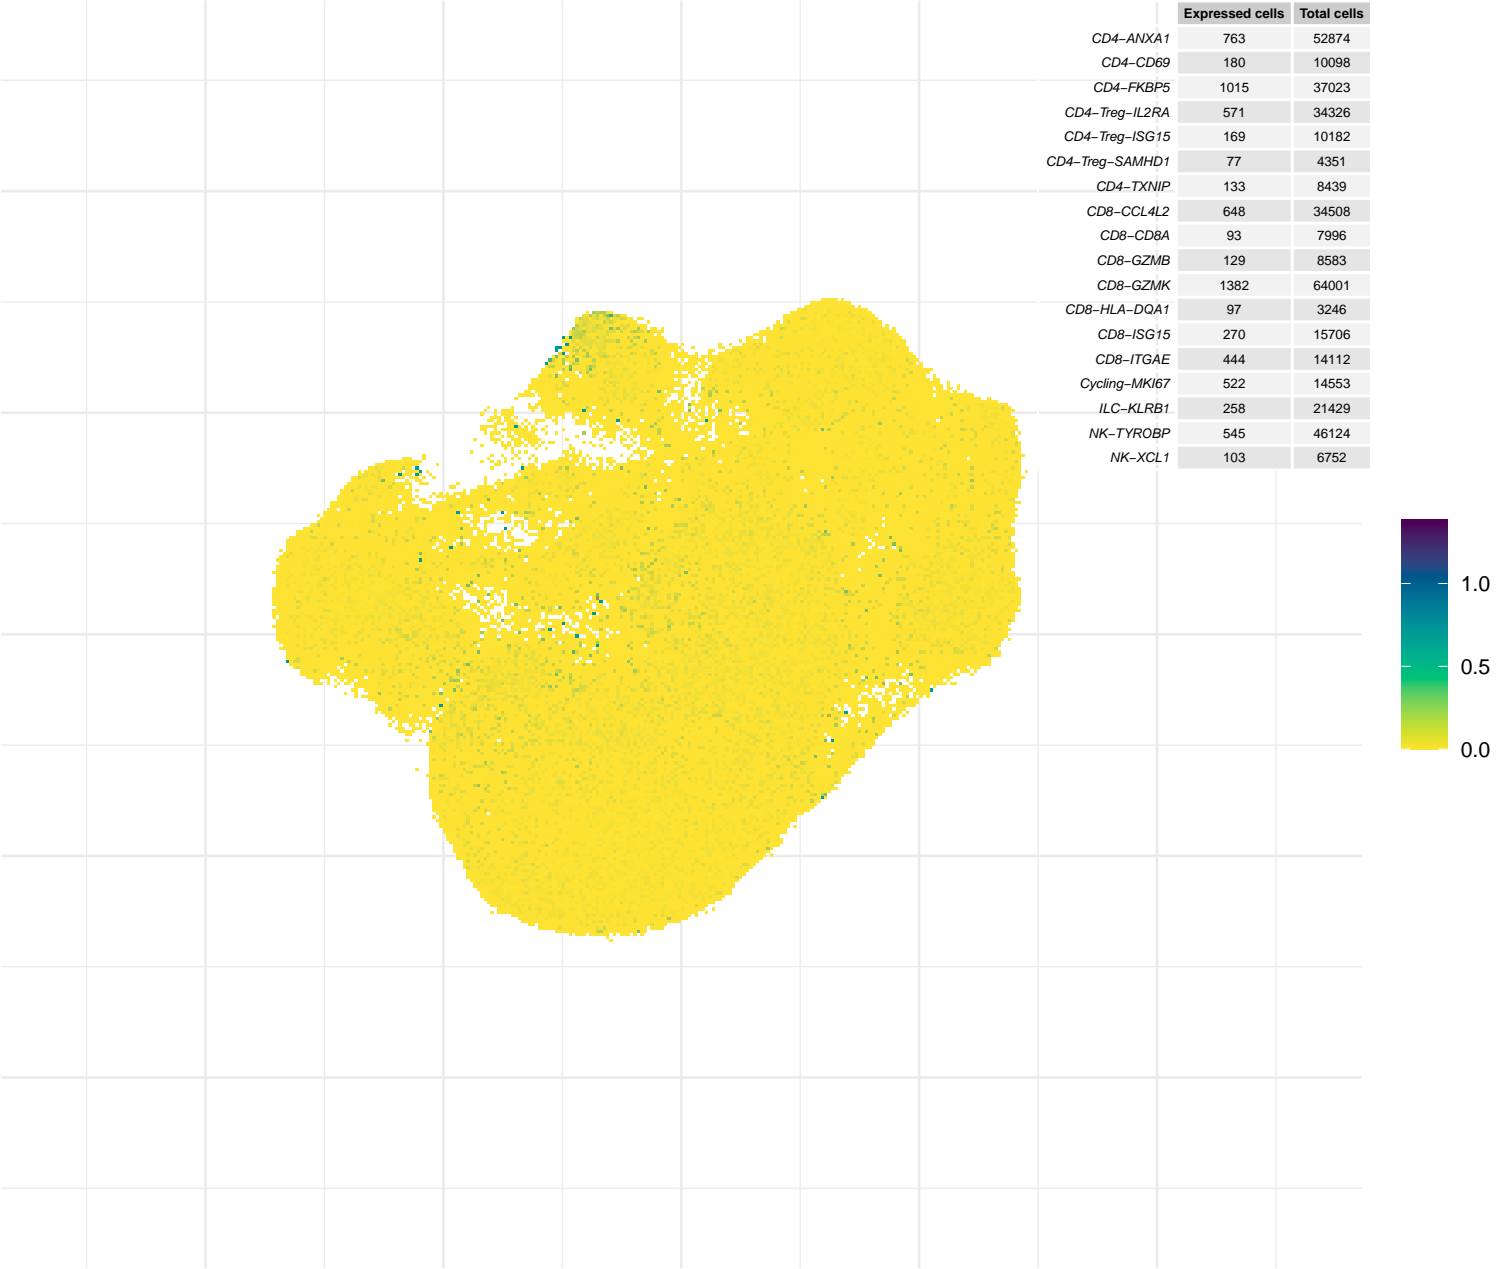 Expressed cells Total cells
CD4−ANXA1 763 52874
CD4−CD69 180 10098
CD4−FKBP5 1015 37023
CD4−Treg−IL2RA 571 34326
CD4−Treg−ISG15 169 10182
CD4−Treg−SAMHD1 77 4351
CD4−TXNIP 133 8439
CD8−CCL4L2 648 34508
CD8−CD8A 93 7996
CD8−GZMB 129 8583
CD8−GZMK 1382 64001
CD8−HLA−DQA1 97 3246
CD8−ISG15 270 15706
CD8−ITGAE 444 14112
Cycling−MKI67 522 14553
ILC−KLRB1 258 21429
NK−TYROBP 545 46124
NK−XCL1 103 6752
1.0
0.5
0.0